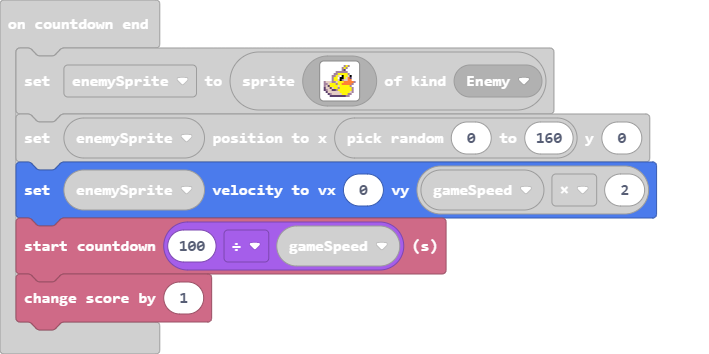 on countdown end
set enemySprite to sprite of kind Enemy
set enemySprite position to x pick random 0 to 160 y 0
set enemySprite velocity to vx 0 vy gameSpeed × 2
start countdown 100 ÷ gameSpeed (s)
change score by 1